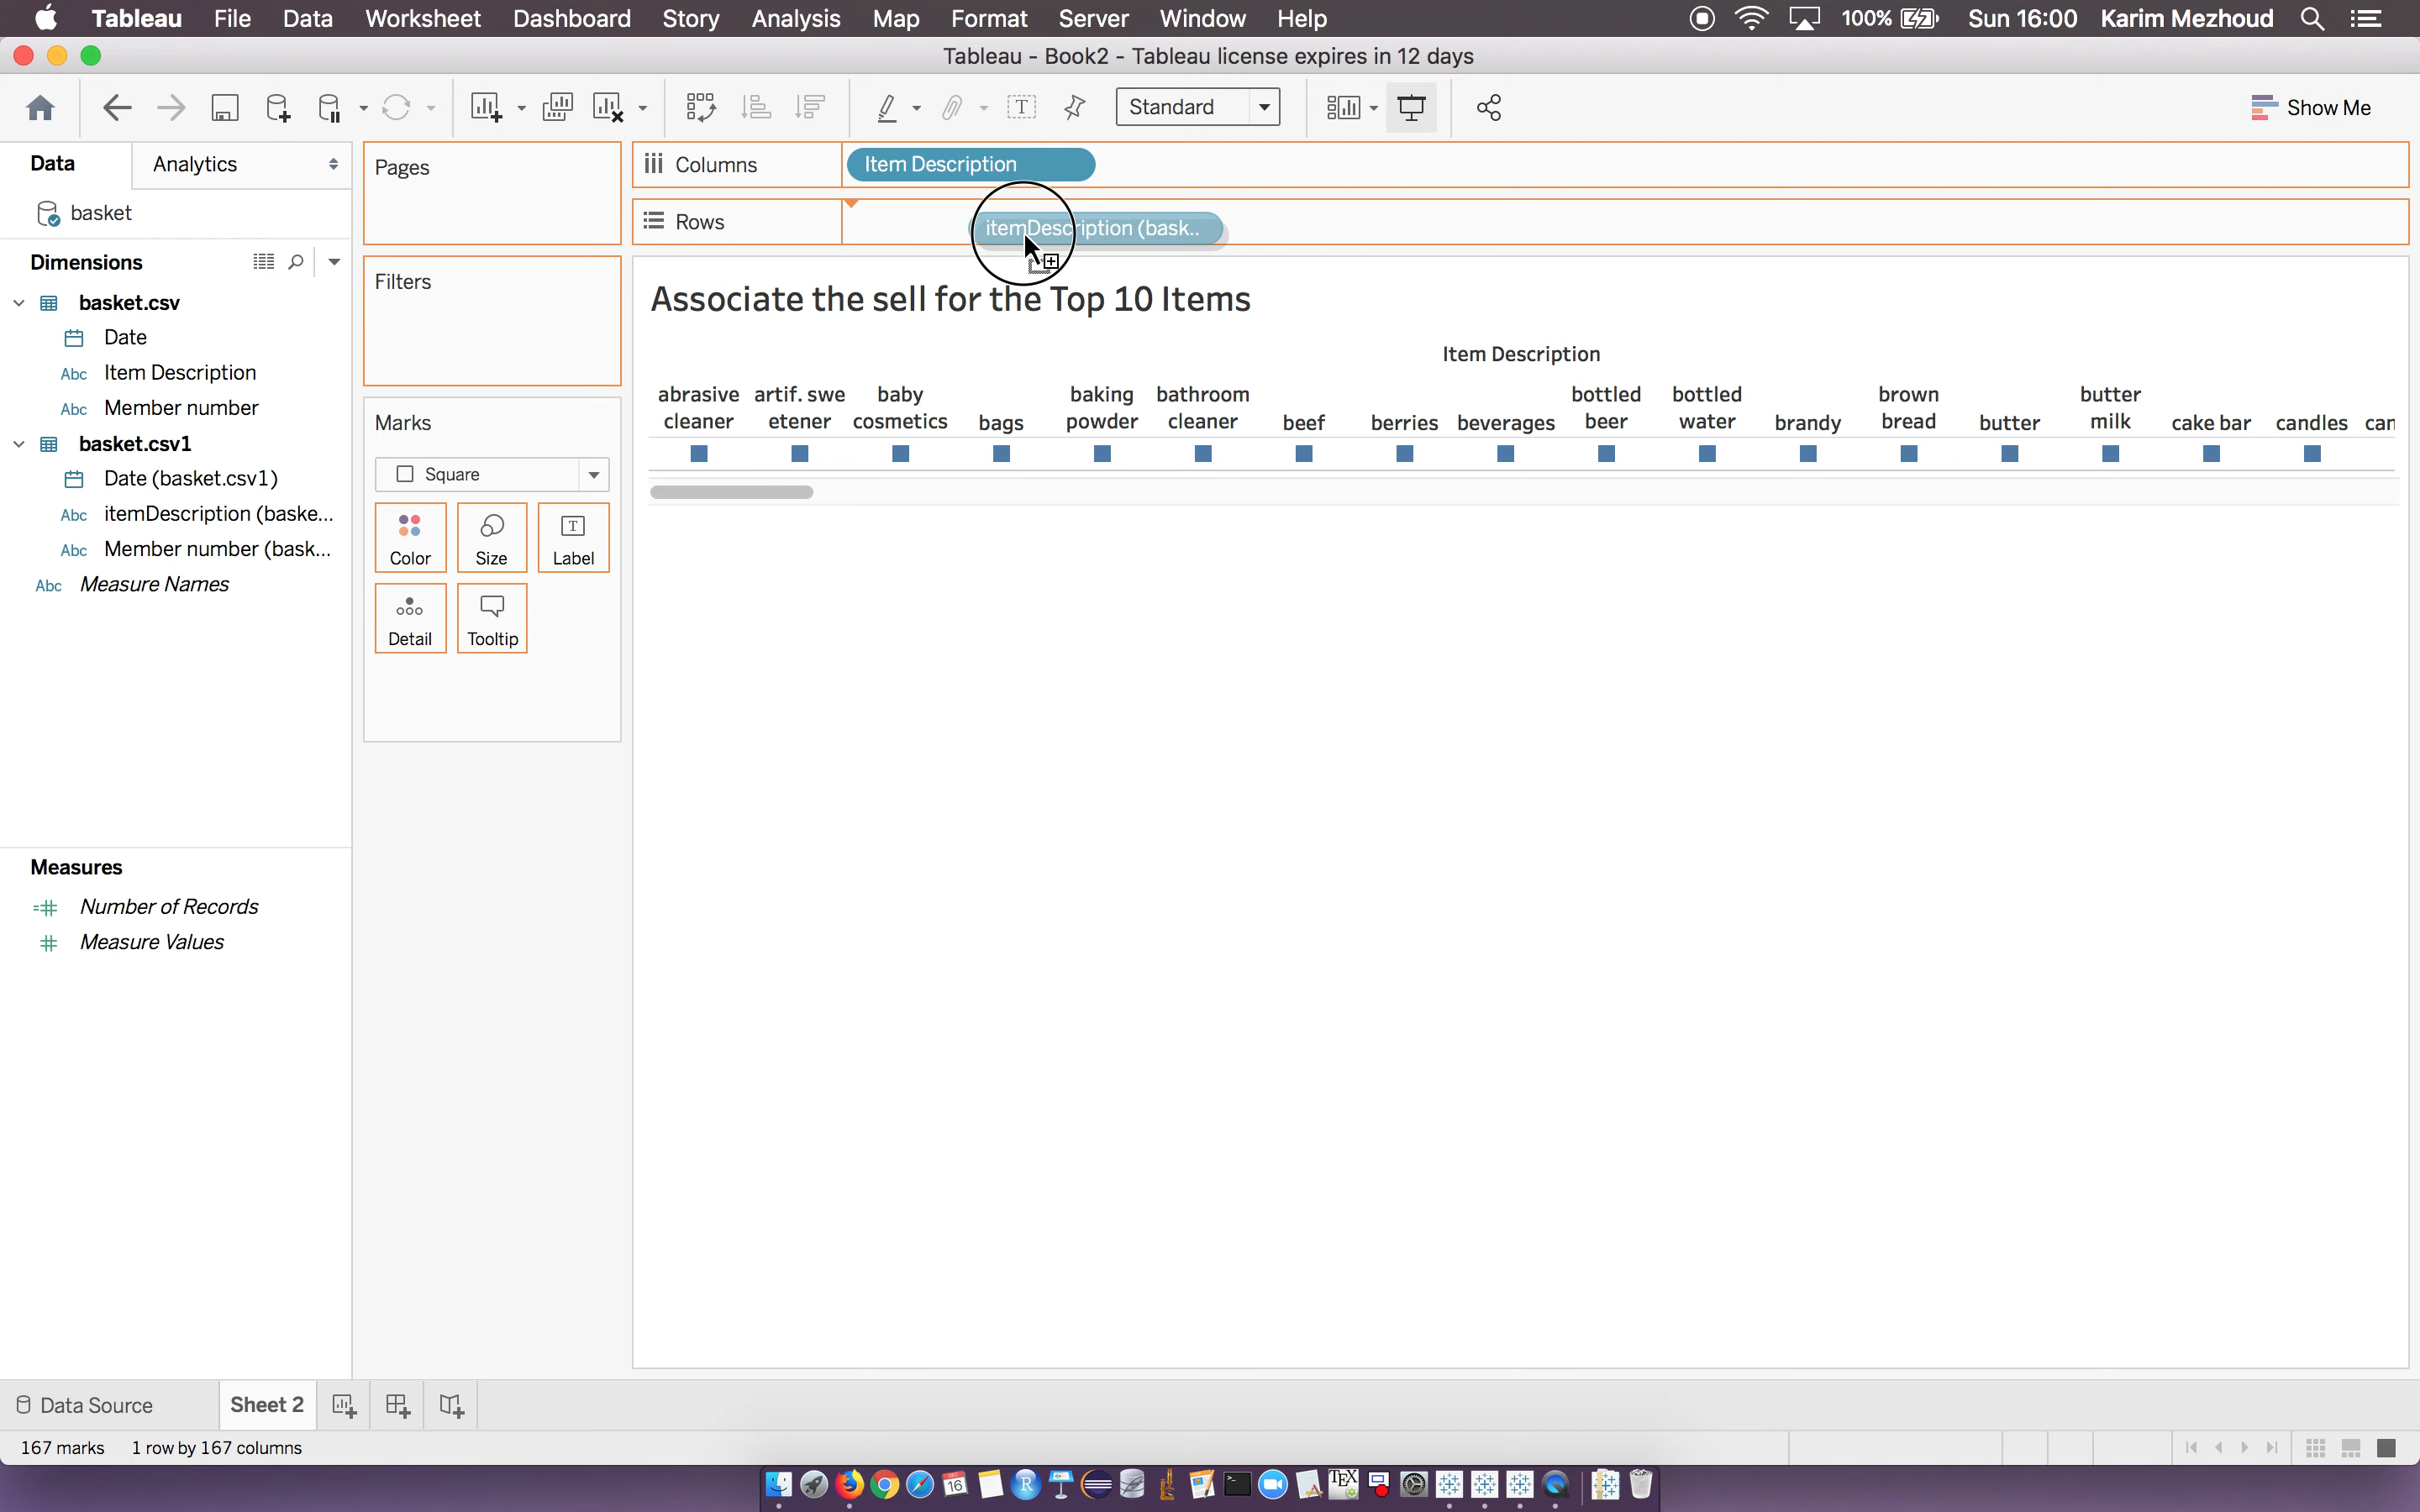 Tableau File Data Worksheet Dashboard Story Analysis Map Format Server Window Help 100% Sun 16:00 Karim Mezhoud
Tableau - Book2 - Tableau license expires in 12 days
Standard Show Me
Data Analytics
basket
Dimensions
basket.csv
Date
Abc Item Description
Abc Member number
basket.csv1
Date (basket.csv1)
Abc itemDescription (baske...
Abc Member number (bask...
Abc Measure Names
Measures
=# Number of Records
# Measure Values
Pages
Filters
Marks
Square
Color Size Label
Detail Tooltip
Columns Item Description
Rows itemDescription (bask..
Associate the sell for the Top 10 Items
Item Description
abrasive artif. swe baby baking bathroom bottled bottled brown butter
cleaner etener cosmetics bags powder cleaner beef berries beverages beer water brandy bread butter milk cake bar candles can
Data Source Sheet 2
167 marks 1 row by 167 columns